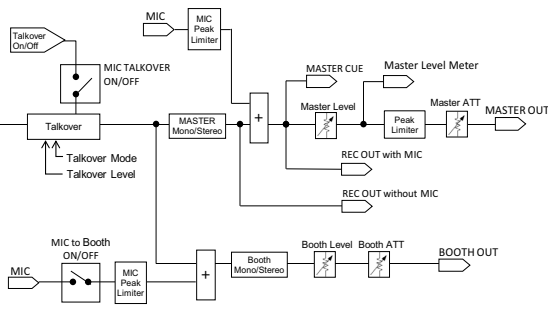 MIC
MIC
Peak
Limiter
Talkover
On/Off
MIC TALKOVER
ON/OFF
MASTER CUE
Master Level Meter
Master Level
Master ATT
MASTER OUT
Talkover
MASTER
Mono/Stereo
+
Peak
Limiter
Talkover Mode
Talkover Level
REC OUT with MIC
REC OUT without MIC
MIC to Booth
ON/OFF
Booth Level
Booth ATT
BOOTH OUT
MIC
MIC
Peak
Limiter
+
Booth
Mono/Stereo